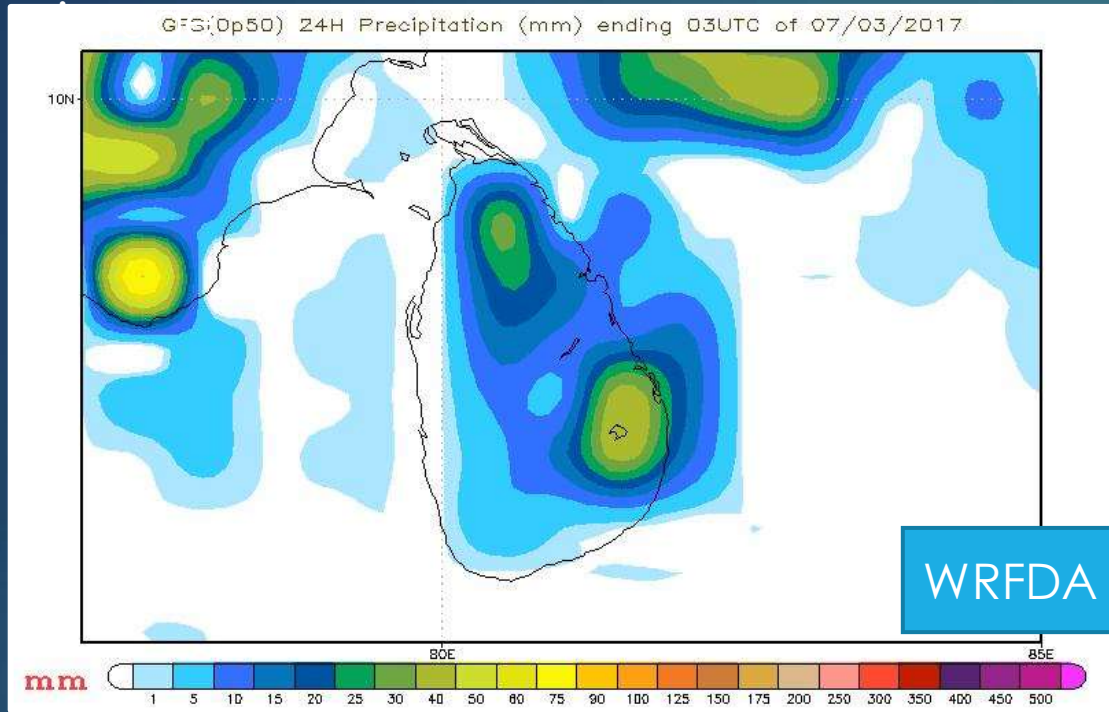 GFS(0p50) 24H Precipitation (mm) ending 03UTC of 07/03/2017
10N
80E
85E
WRFDA
mm
1 5 10 15 20 25 30 40 50 60 75 90 100 125 150 175 200 250 300 350 400 450 500